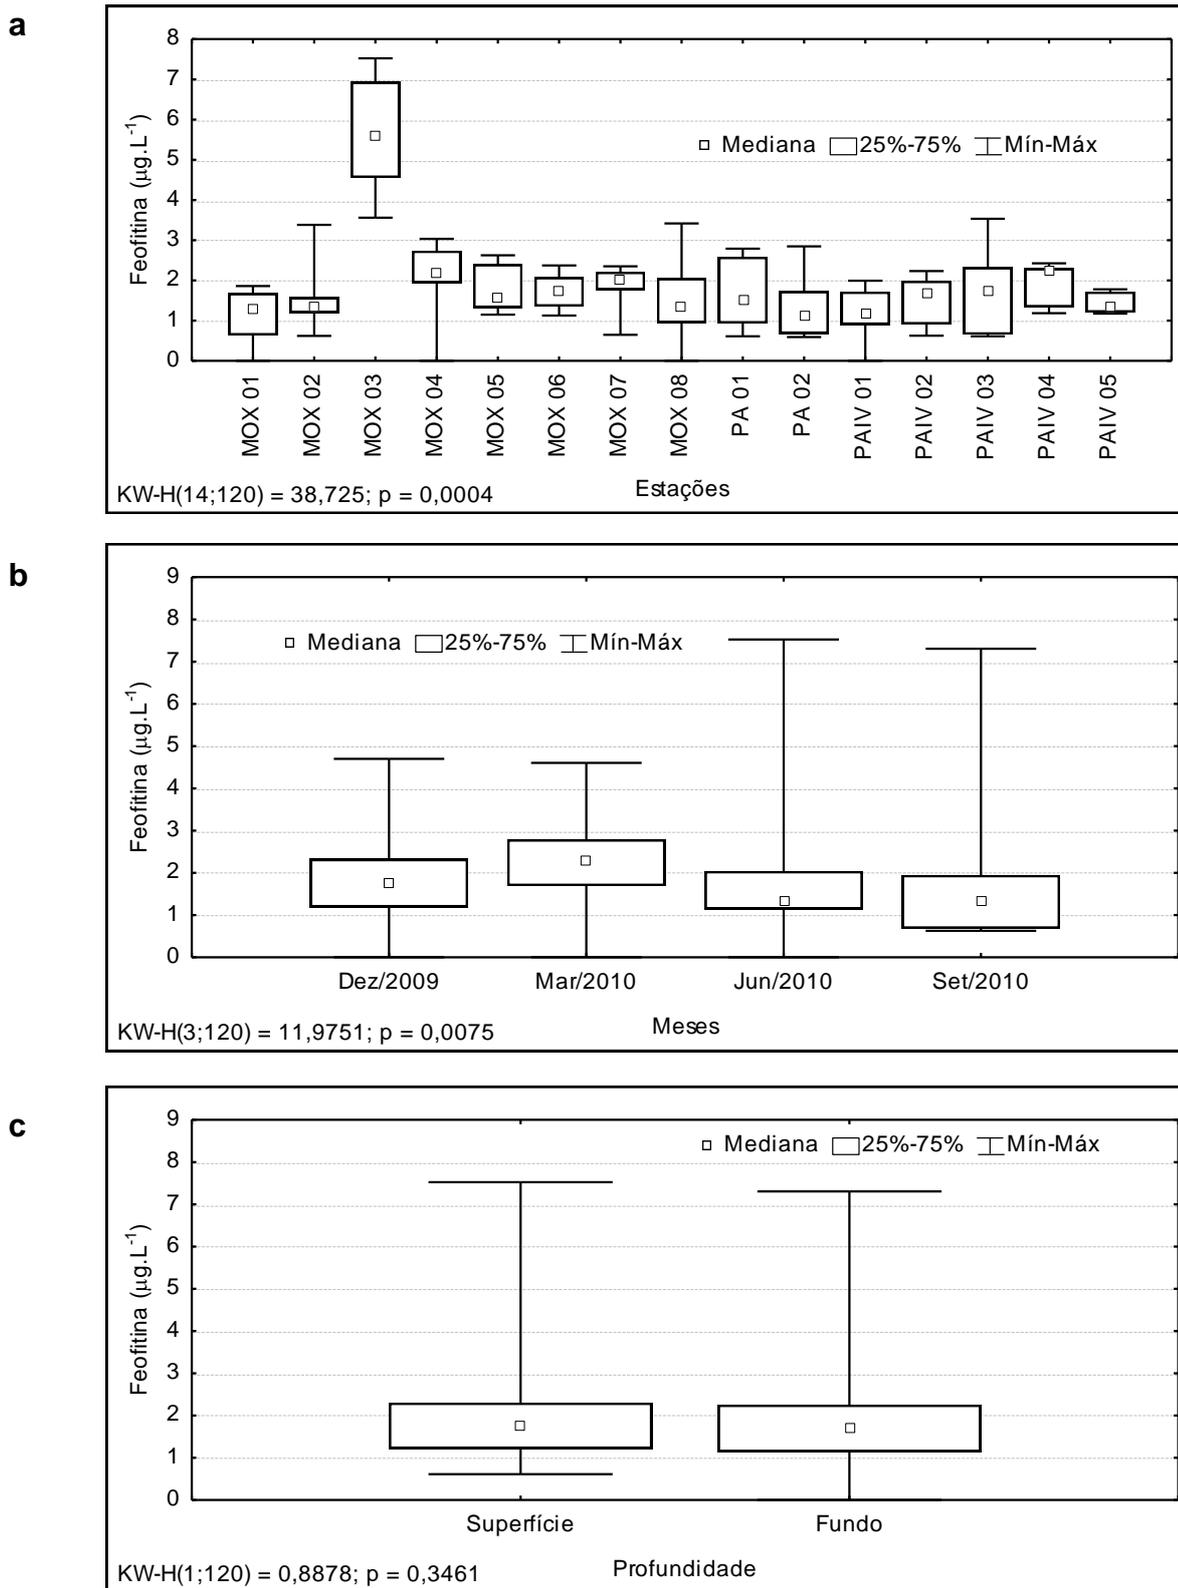 a
8
7
6
5
4
3
2
1
0
Feofitina (μg.L-1)
Mediana 25%-75% Mín-Máx
MOX 01
MOX 02
MOX 03
MOX 04
MOX 05
MOX 06
MOX 07
MOX 08
PA 01
PA 02
PAIV 01
PAIV 02
PAIV 03
PAIV 04
PAIV 05
Estações
KW-H(14;120) = 38,725; p = 0,0004
b
9
8
7
6
5
4
3
2
1
0
Feofitina (μg.L-1)
Mediana 25%-75% Mín-Máx
Dez/2009 Mar/2010 Jun/2010 Set/2010
Meses
KW-H(3;120) = 11,9751; p = 0,0075
c
9
8
7
6
5
4
3
2
1
0
Feofitina (μg.L-1)
Mediana 25%-75% Mín-Máx
Superfície Fundo
Profundidade
KW-H(1;120) = 0,8878; p = 0,3461